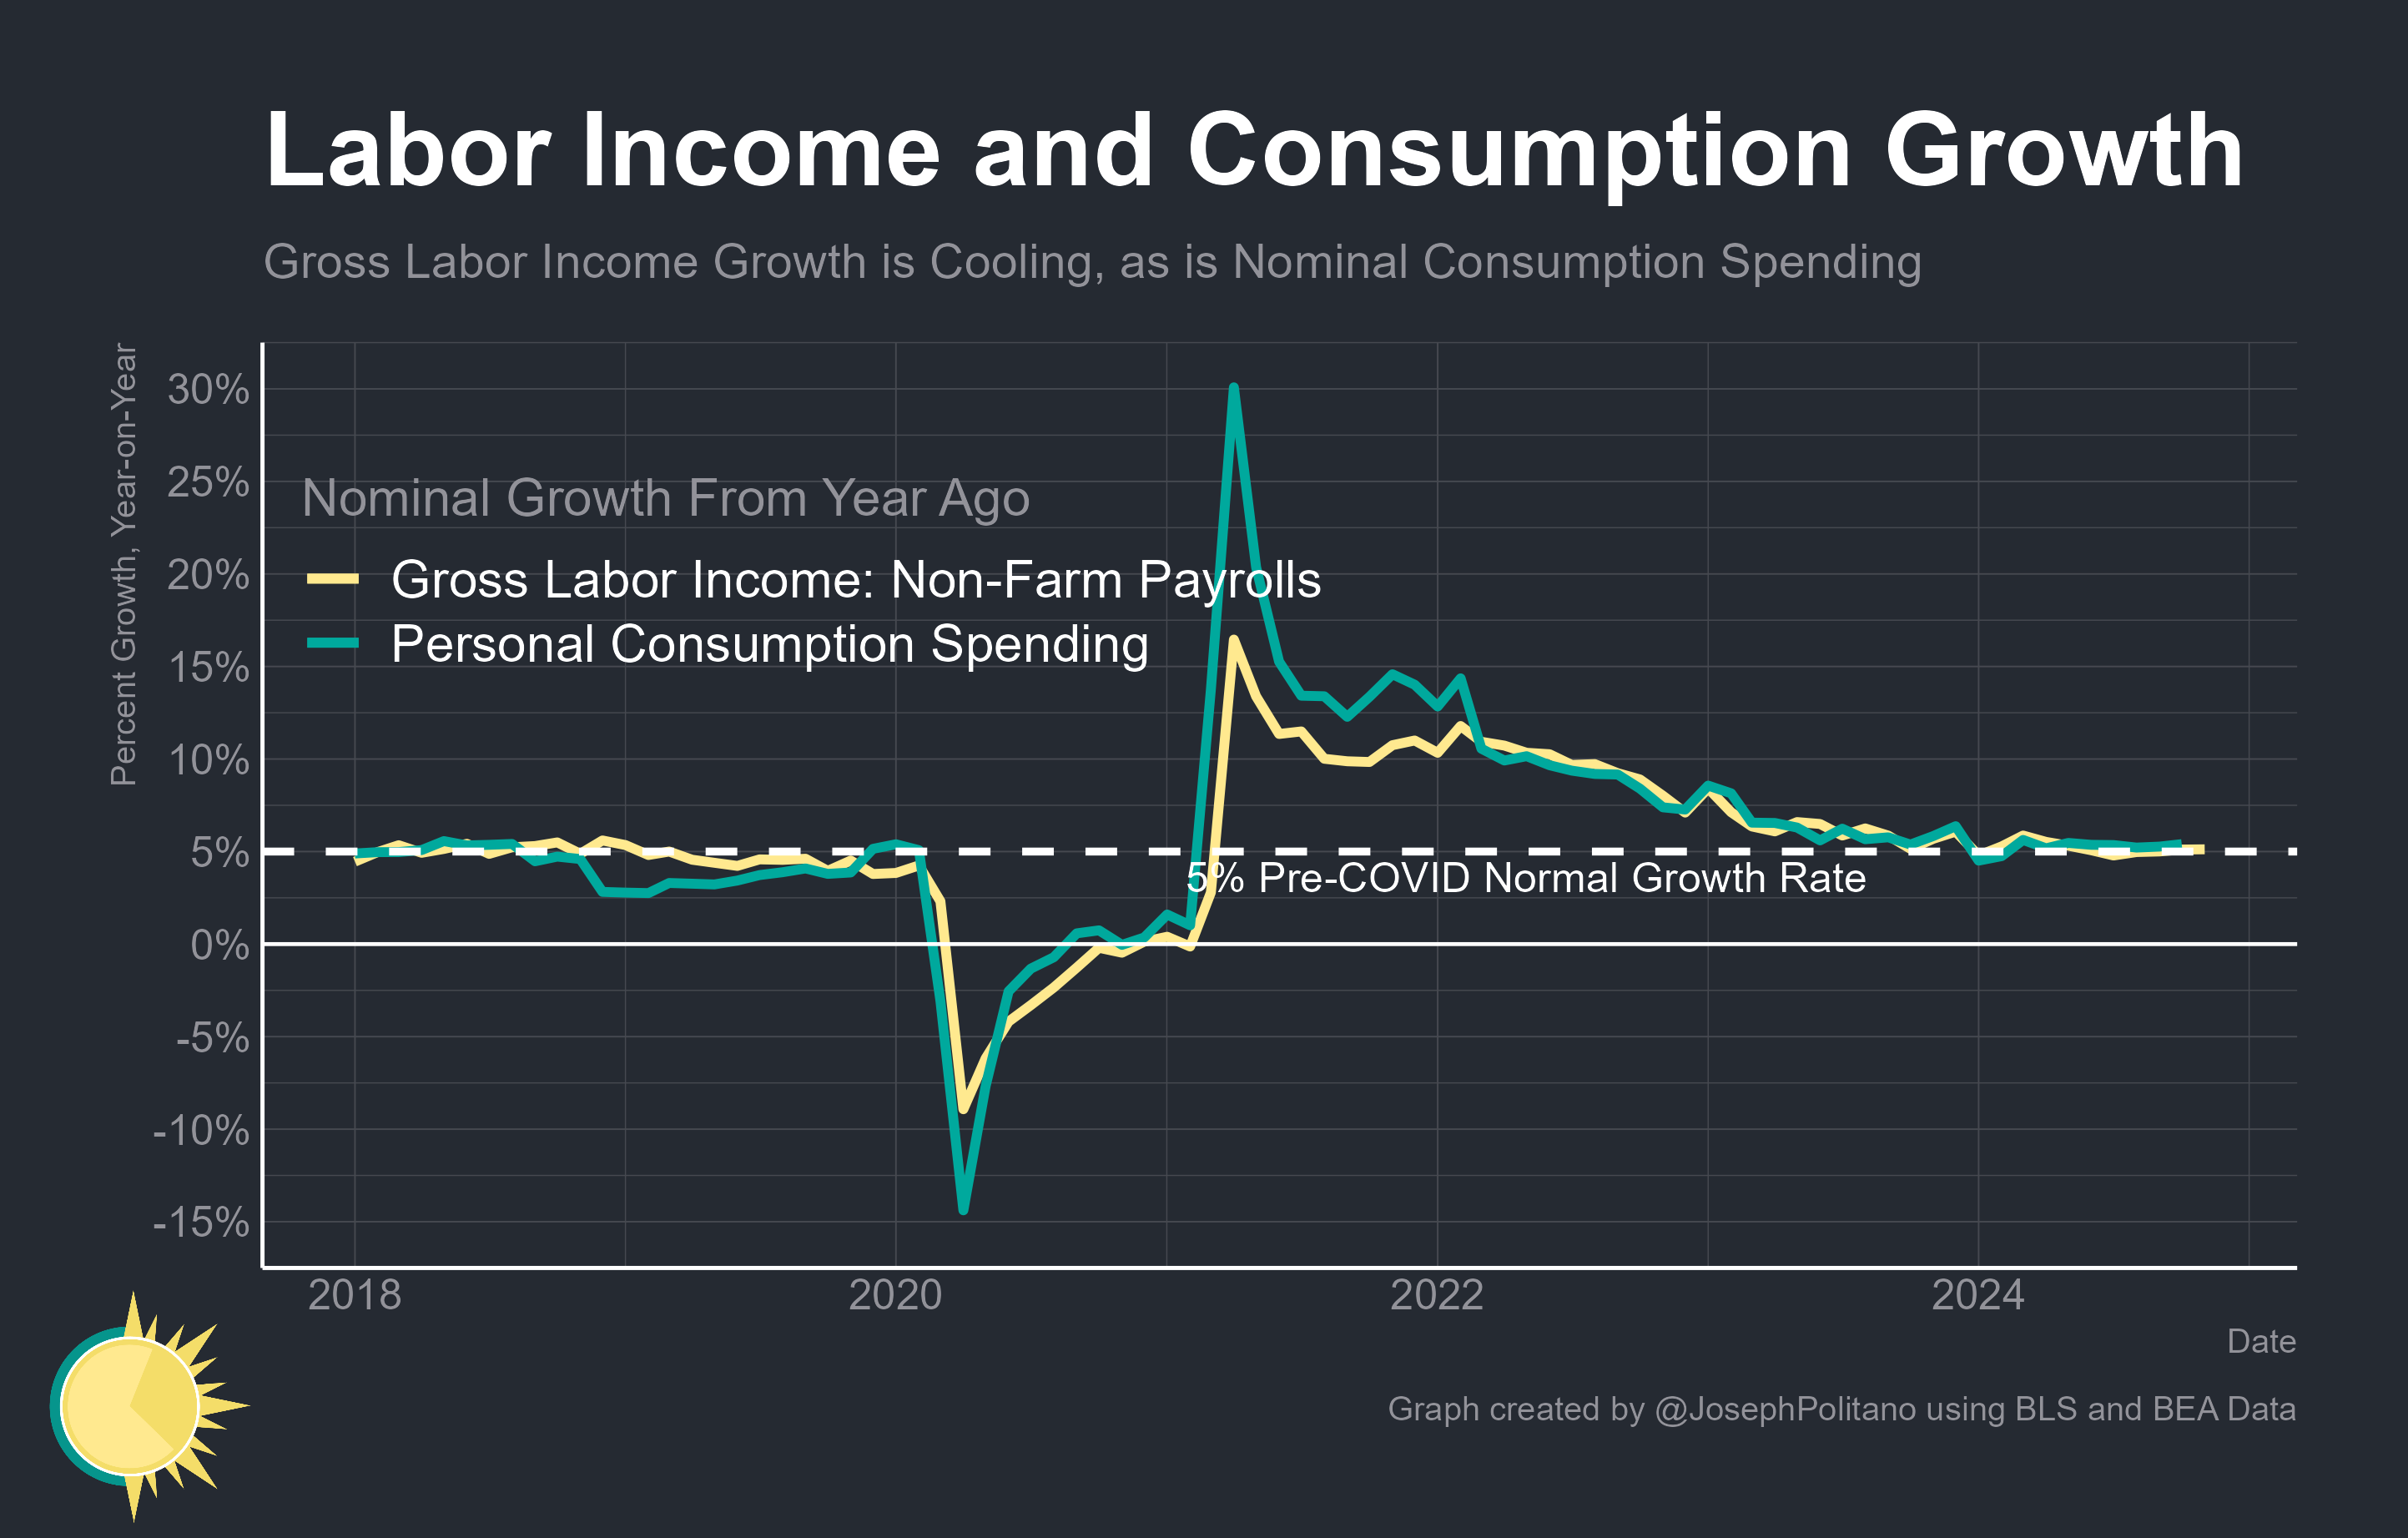 Labor Income and Consumption Growth
Gross Labor Income Growth is Cooling, as is Nominal Consumption Spending
Percent Growth, Year-on-Year
30%
25%
20%
15%
10%
5%
0%
-5%
-10%
-15%
Nominal Growth From Year Ago
Gross Labor Income: Non-Farm Payrolls
Personal Consumption Spending
5% Pre-COVID Normal Growth Rate
2018
2020
2022
2024
Date
Graph created by @JosephPolitano using BLS and BEA Data